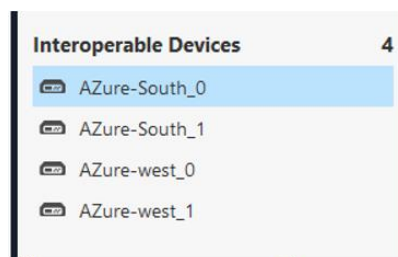 Interoperable Devices 4
AZure-South_0
AZure-South_1
AZure-west_0
AZure-west_1